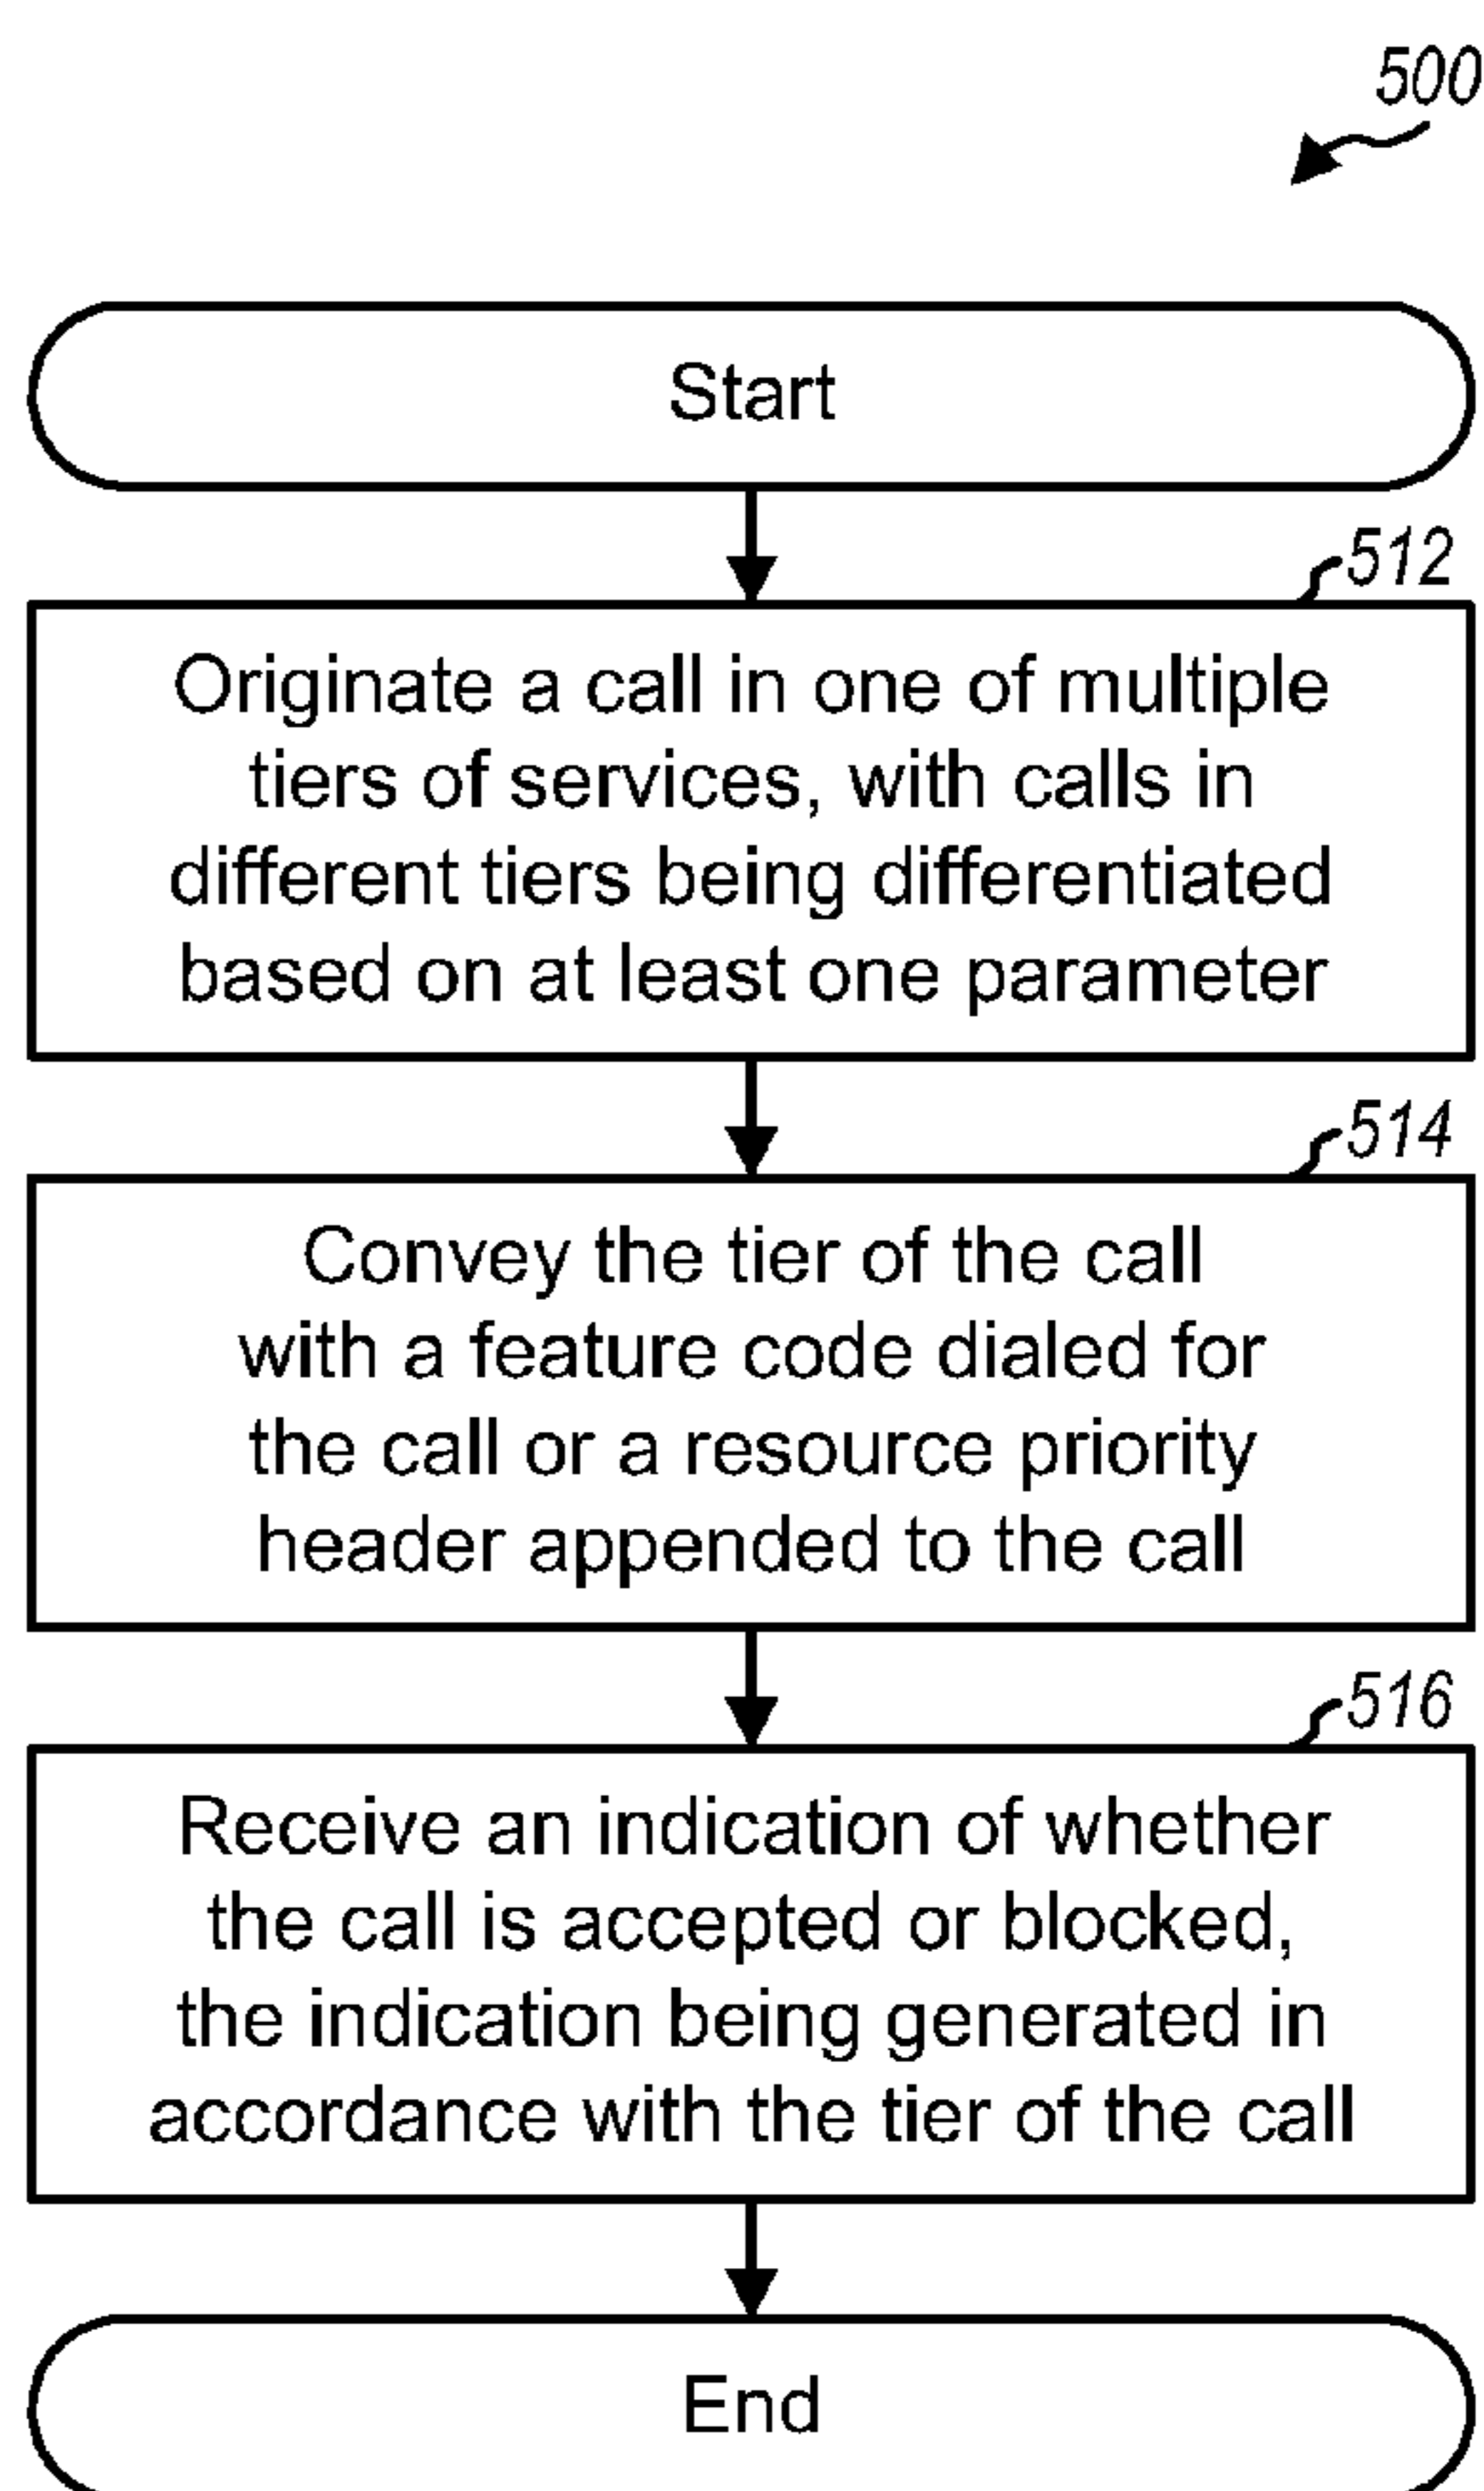 500
Start
512
Originate a call in one of multiple
tiers of services, with calls in
different tiers being differentiated
based on at least one parameter
514
Convey the tier of the call
with a feature code dialed for
the call or a resource priority
header appended to the call
516
Receive an indication of whether
the call is accepted or blocked,
the indication being generated in
accordance with the tier of the call
End